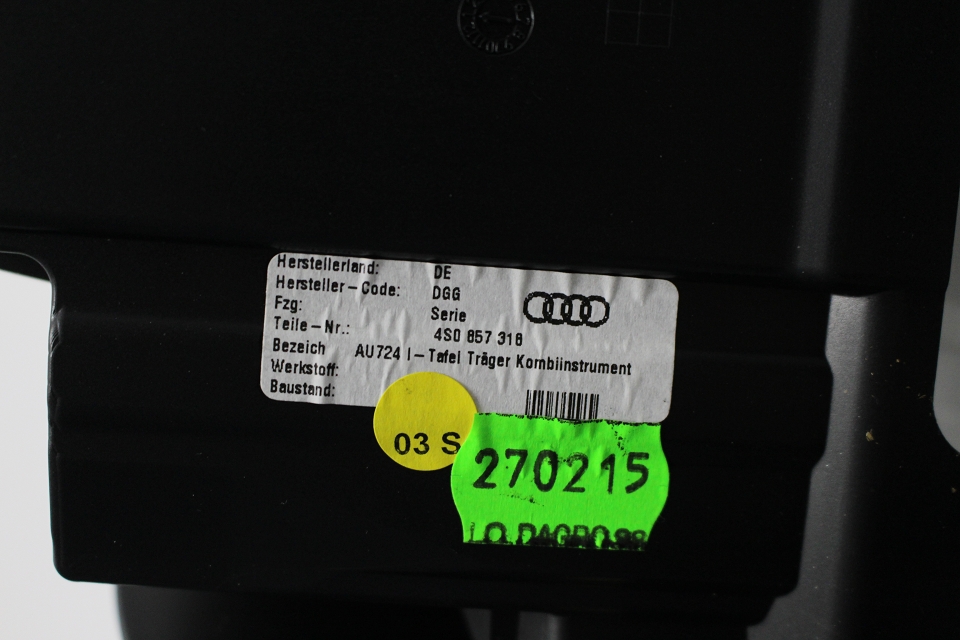 Herstellerland: DE
Hersteller-Code: DGG
Fzg: Serie
Teile-Nr.: 4S0 857 318
Bezeich AU724 I-Tafel Träger Kombiinstrument
Werkstoff:
Baustand:
03 S
270215